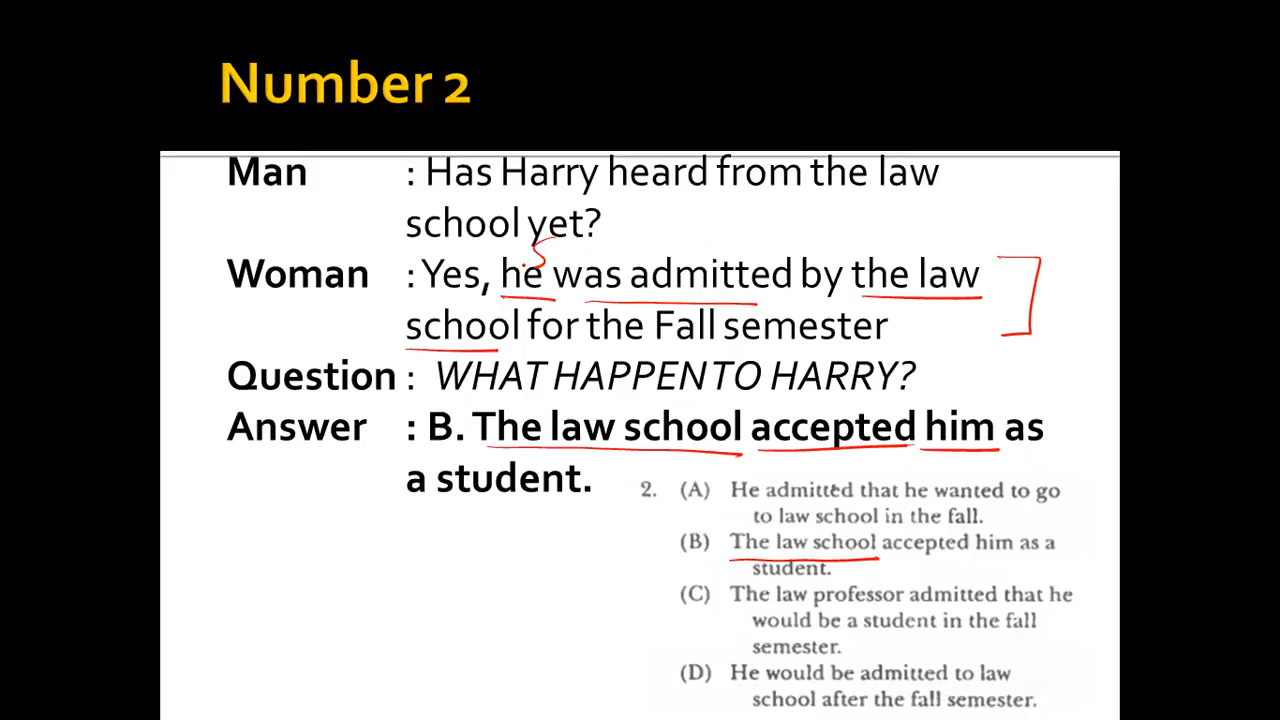 Number 2
Man : Has Harry heard from the law
school yet?
Woman : Yes, he was admitted by the law
school for the Fall semester
Question : WHAT HAPPEN TO HARRY?
Answer : B. The law school accepted him as
a student.
2. (A) He admitted that he wanted to go
to law school in the fall.
(B) The law school accepted him as a
student.
(C) The law professor admitted that he
would be a student in the fall
semester.
(D) He would be admitted to law
school after the fall semester.